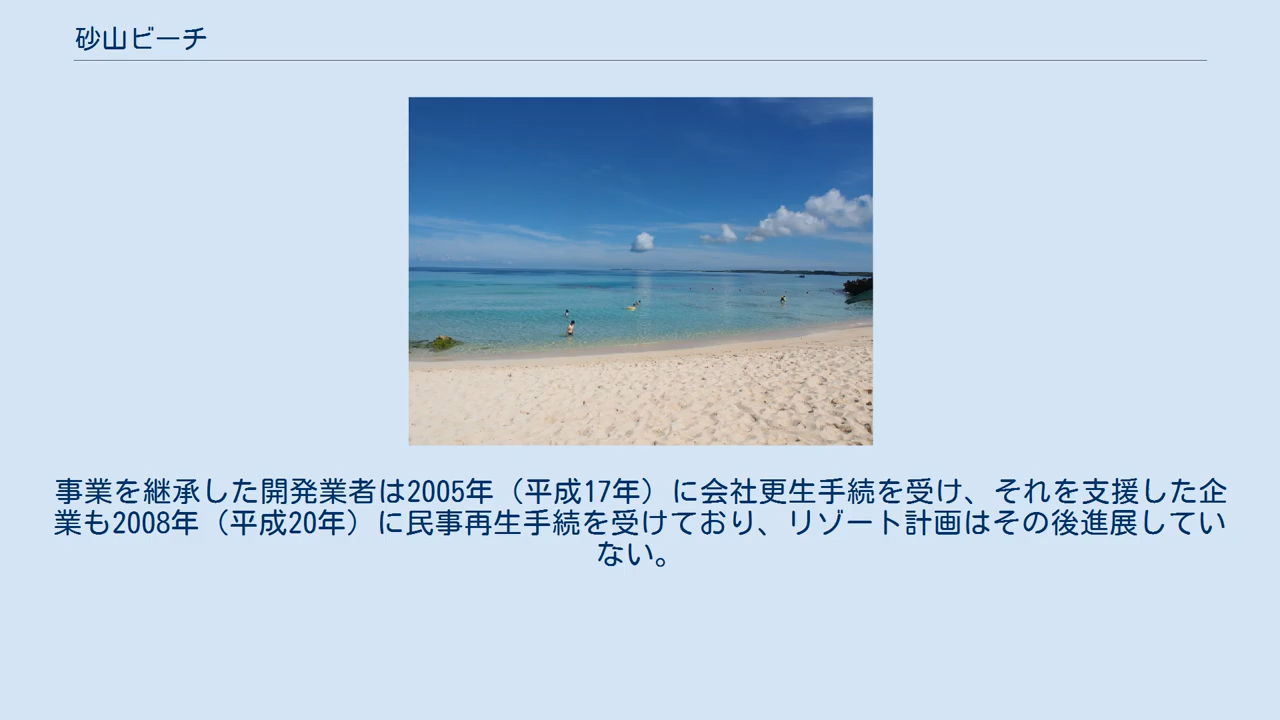 砂山ビーチ
事業を継承した開発業者は2005年（平成17年）に会社更生手続を受け、それを支援した企
業も2008年（平成20年）に民事再生手続を受けており、リゾート計画はその後進展してい
ない。